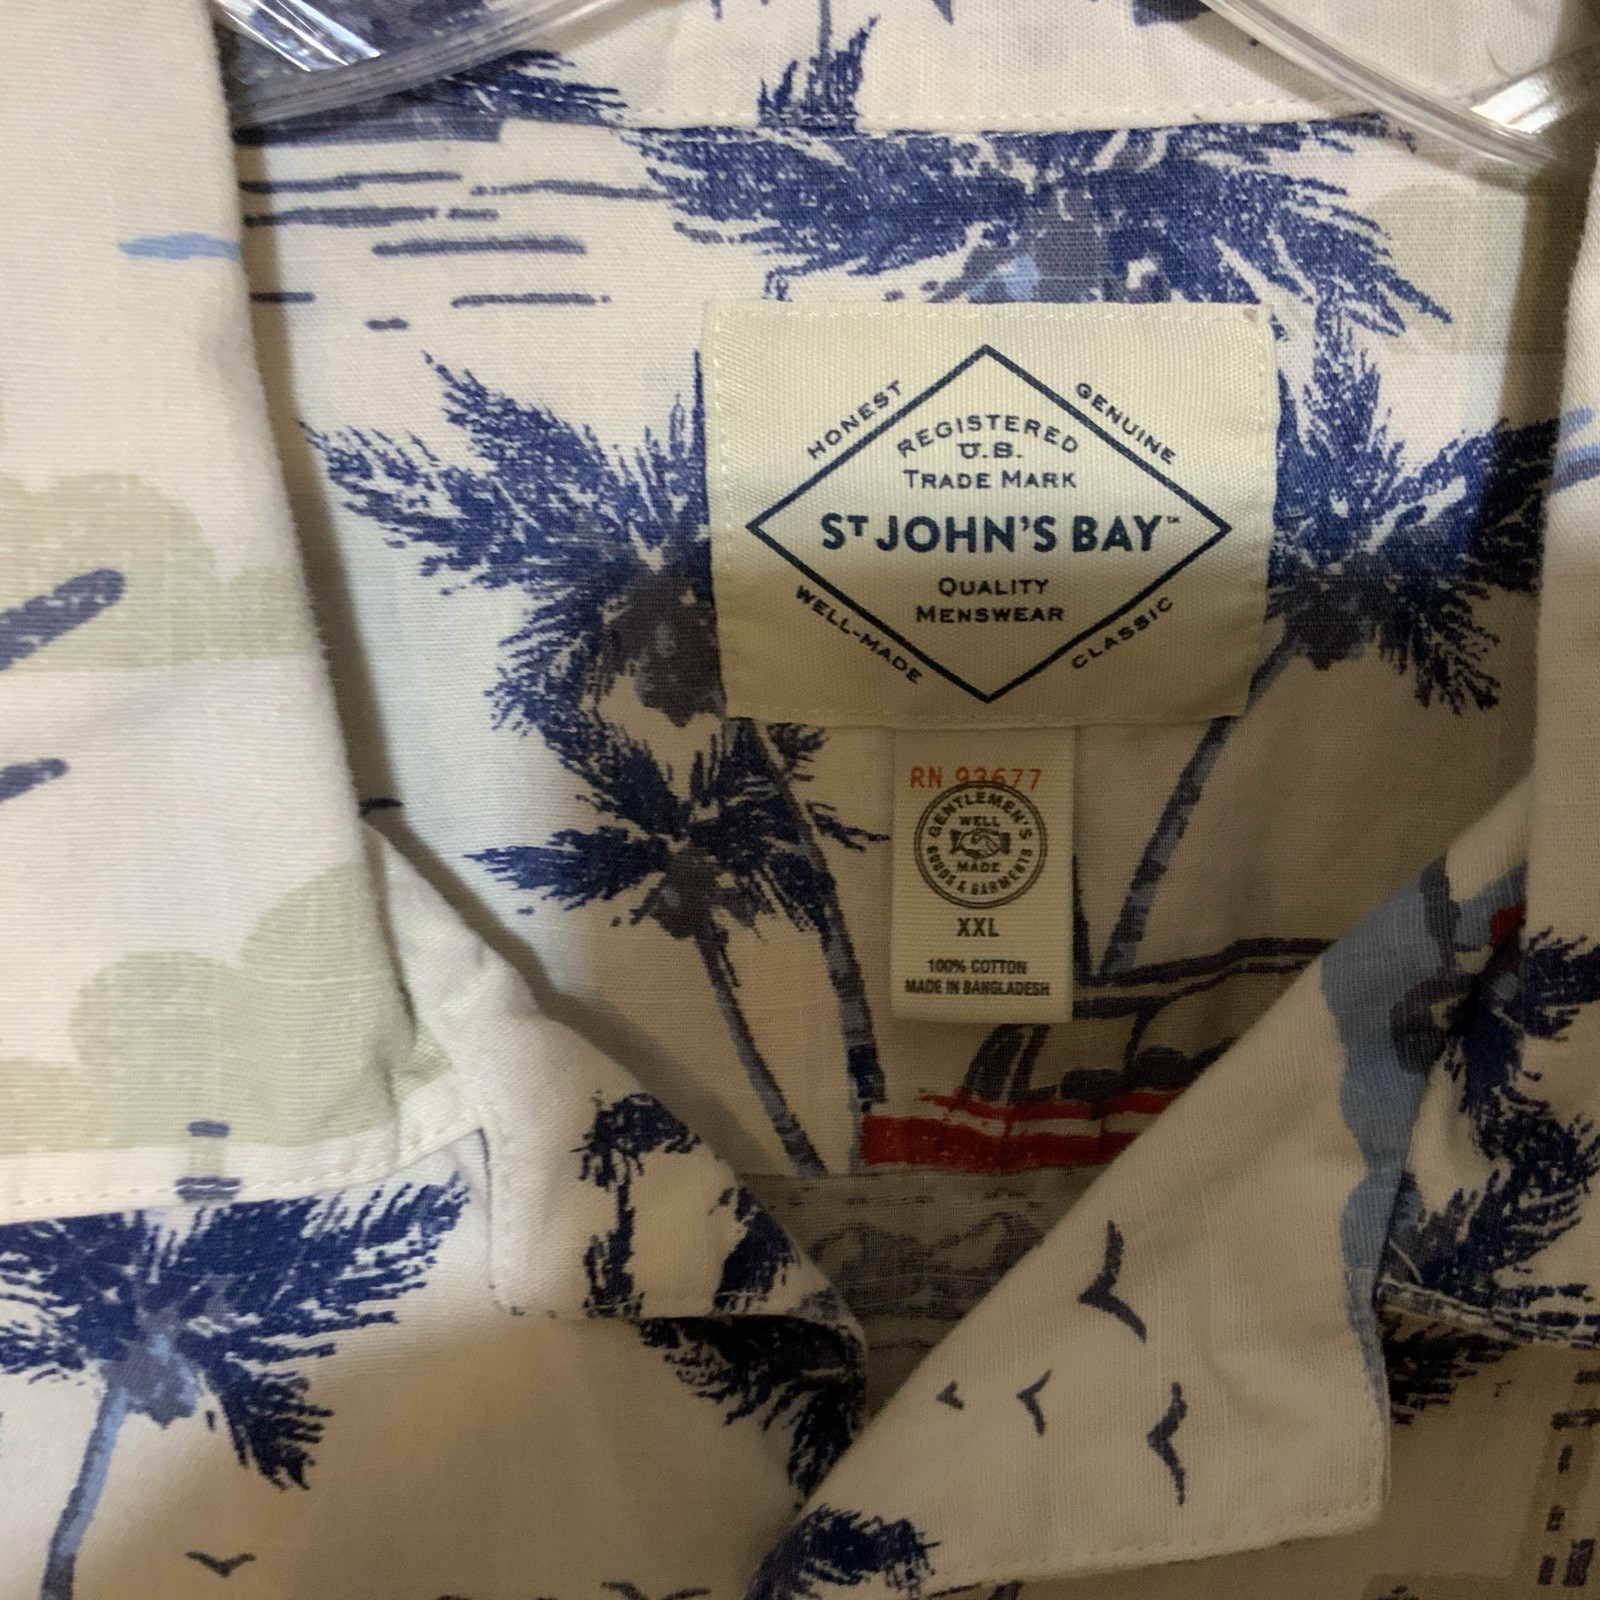 HONEST
GENUINE
REGISTERED
U.S.
TRADE MARK
ST JOHN'S BAY™
QUALITY
MENSWEAR
WELL-MADE
CLASSIC
RN 93677
GENTLEMEN'S
WELL
MADE
GOODS & GARMENTS
XXL
100% COTTON
MADE IN BANGLADESH